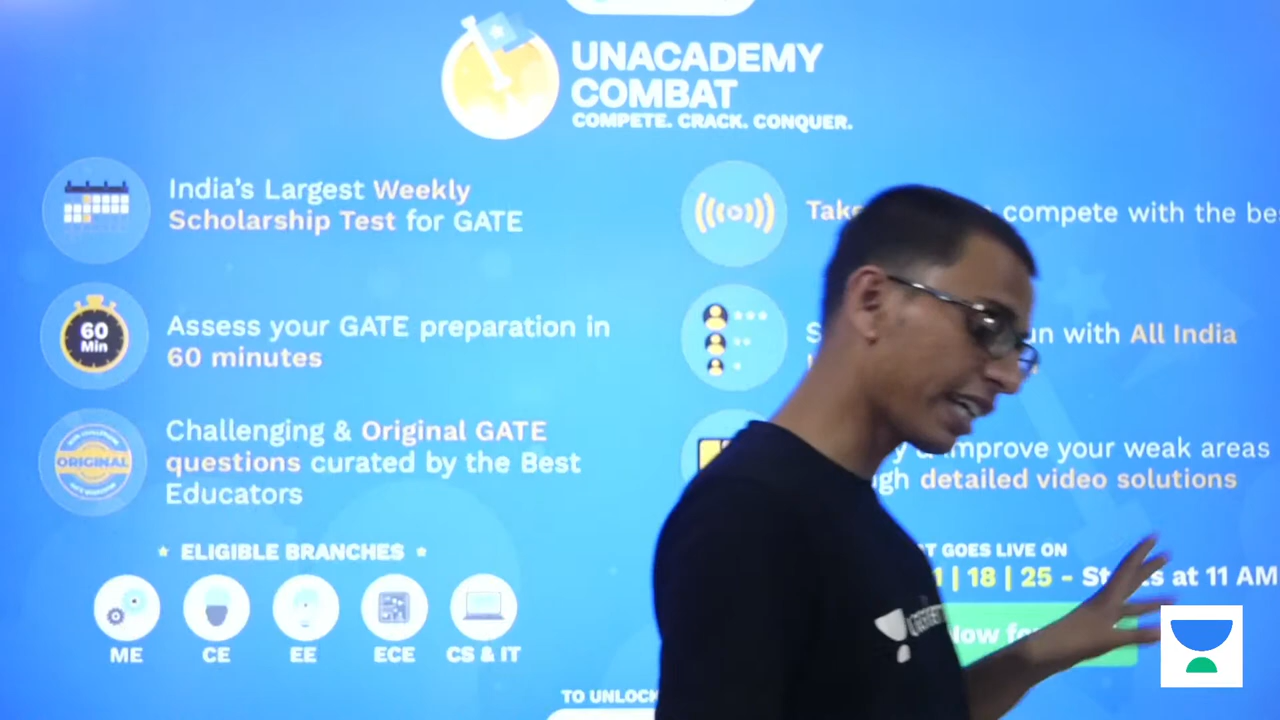 UNACADEMY
COMBAT
COMPETE. CRACK. CONQUER.
India's Largest Weekly
Scholarship Test for GATE
60
Min
Assess your GATE preparation in
60 minutes
ORIGINAL
Challenging & Original GATE
questions curated by the Best
Educators
compete with the
with All India
improve your weak areas
detailed video solutions
ELIGIBLE BRANCHES
ME
CE
EE
ECE
CS & IT
GOES LIVE ON
| 18 | 25 - at 11 AM
TO UNLOCK